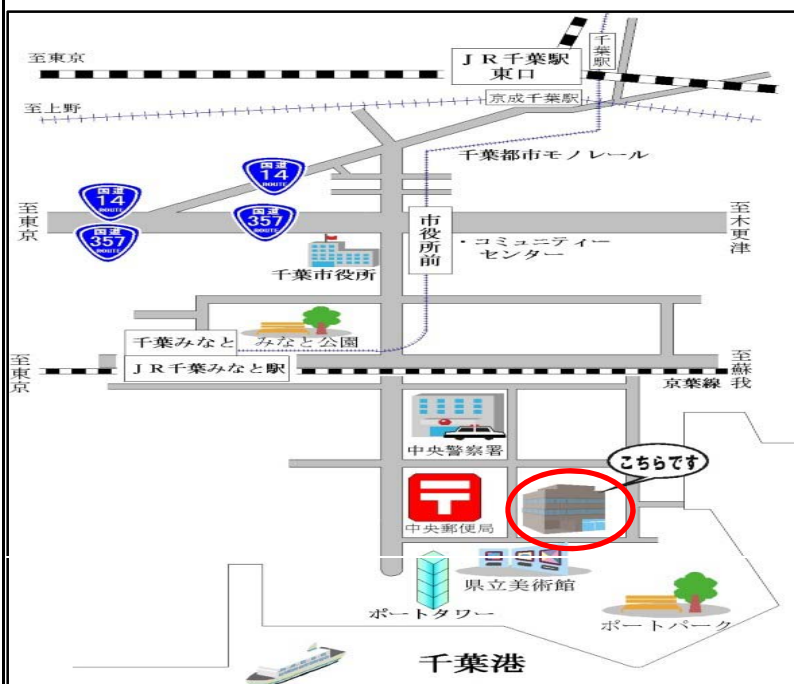 至東京
JR千葉駅
東口
千葉駅
至上野
京成千葉駅
千葉都市モノレール
国道
14
ROUTE
国道
14
ROUTE
国道
357
ROUTE
国道
357
ROUTE
至東京
市役所前
・コミュニティー
センター
至木更津
千葉市役所
千葉みなと
みなと公園
至東京
JR千葉みなと駅
京葉線
至蘇我
中央警察署
こちらです
〒
中央郵便局
県立美術館
ポートタワー
ポートパーク
千葉港